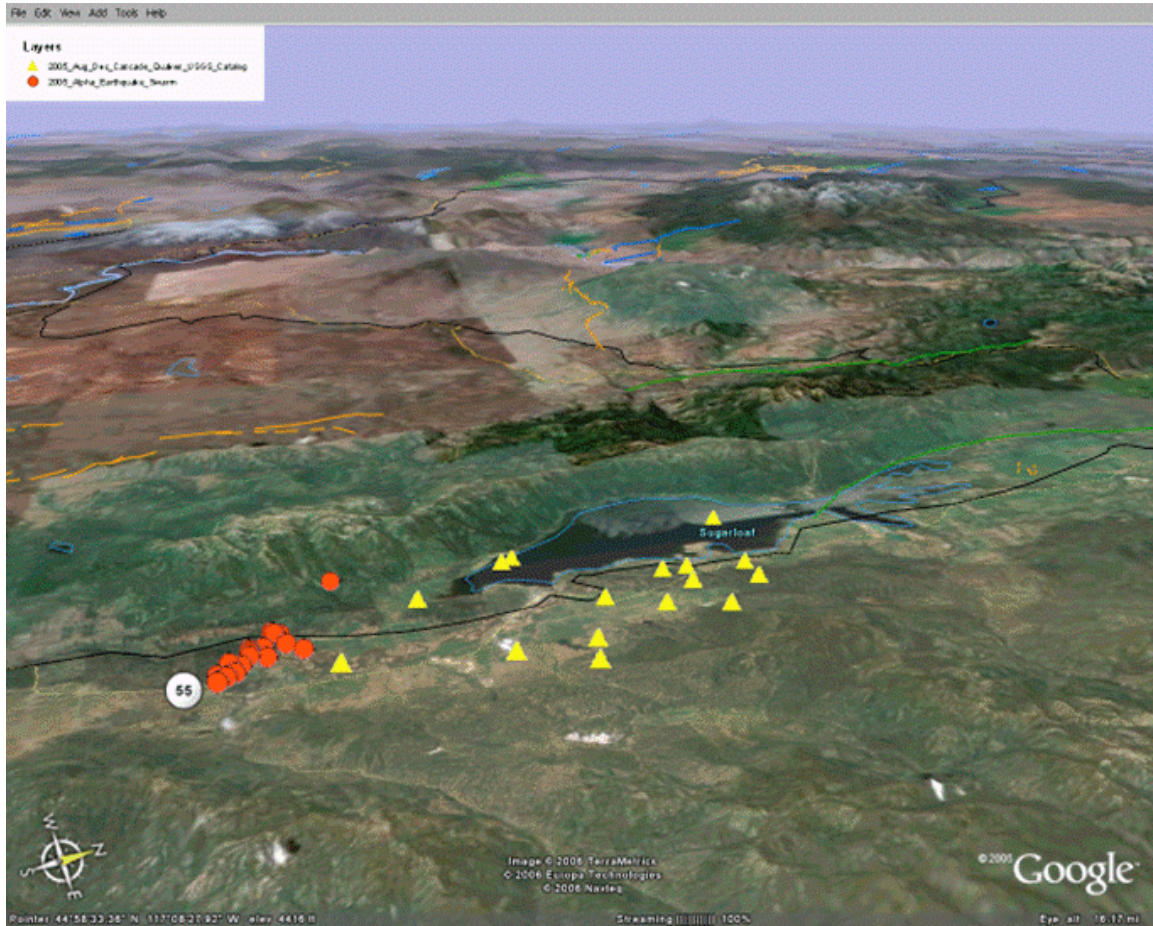 File Edit View Add Tools Help
Layers
2005_Aug_Dec_Cascade_Quakes_USGS_Catalog
2005_Alpha_Earthquake_Swarm
Sugarloaf
55
W
N
S
E
Image © 2006 TerraMetrics
© 2006 Europa Technologies
© 2006 Navteq
©2005 Google™
Pointer 44°58'33.36" N 117°08'27.92" W elev 4416 ft Streaming |||||||||| 100% Eye alt 16.17 mi